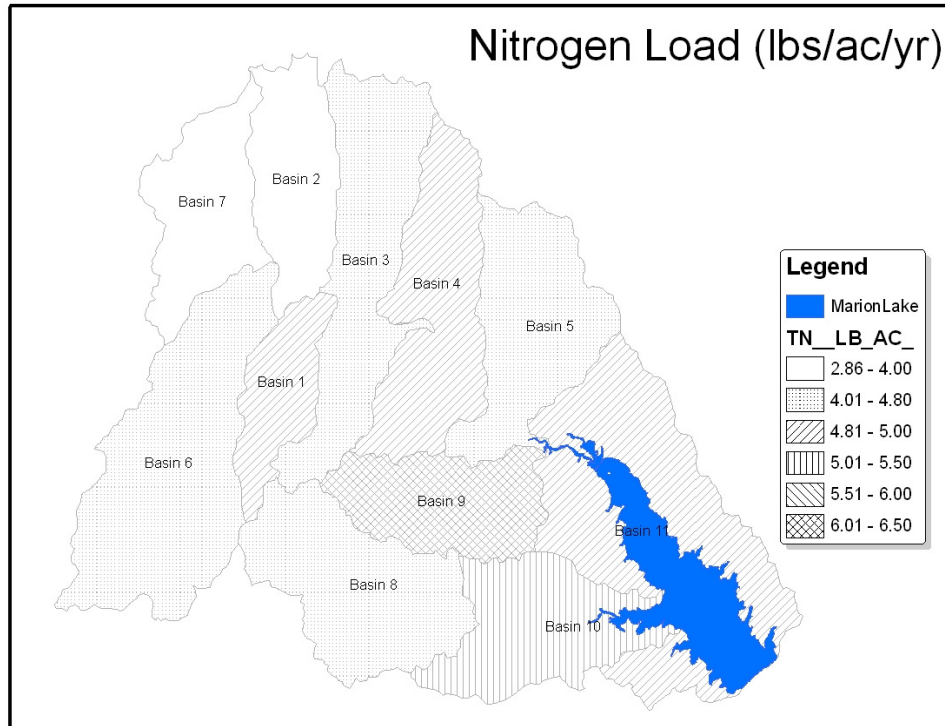 Nitrogen Load (lbs/ac/yr)
Basin 2
Basin 7
Basin 3
Basin 4
Basin 5
Basin 1
Basin 6
Basin 9
Basin 11
Basin 8
Basin 10
Legend
MarionLake
TN__LB_AC_
2.86 - 4.00
4.01 - 4.80
4.81 - 5.00
5.01 - 5.50
5.51 - 6.00
6.01 - 6.50